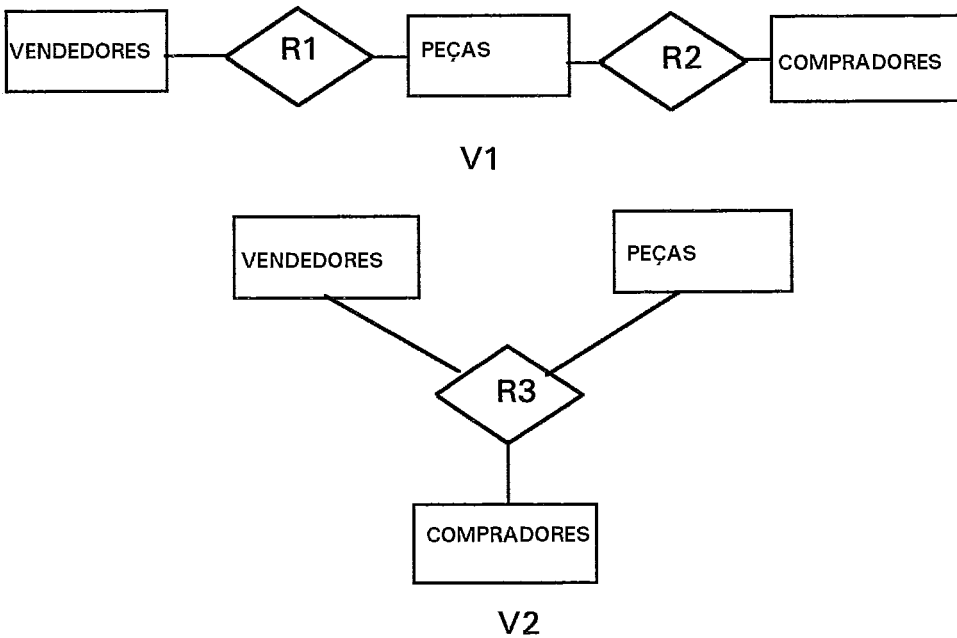 VENDEDORES R1 PEÇAS R2 COMPRADORES
V1
VENDEDORES PEÇAS
R3
COMPRADORES
V2